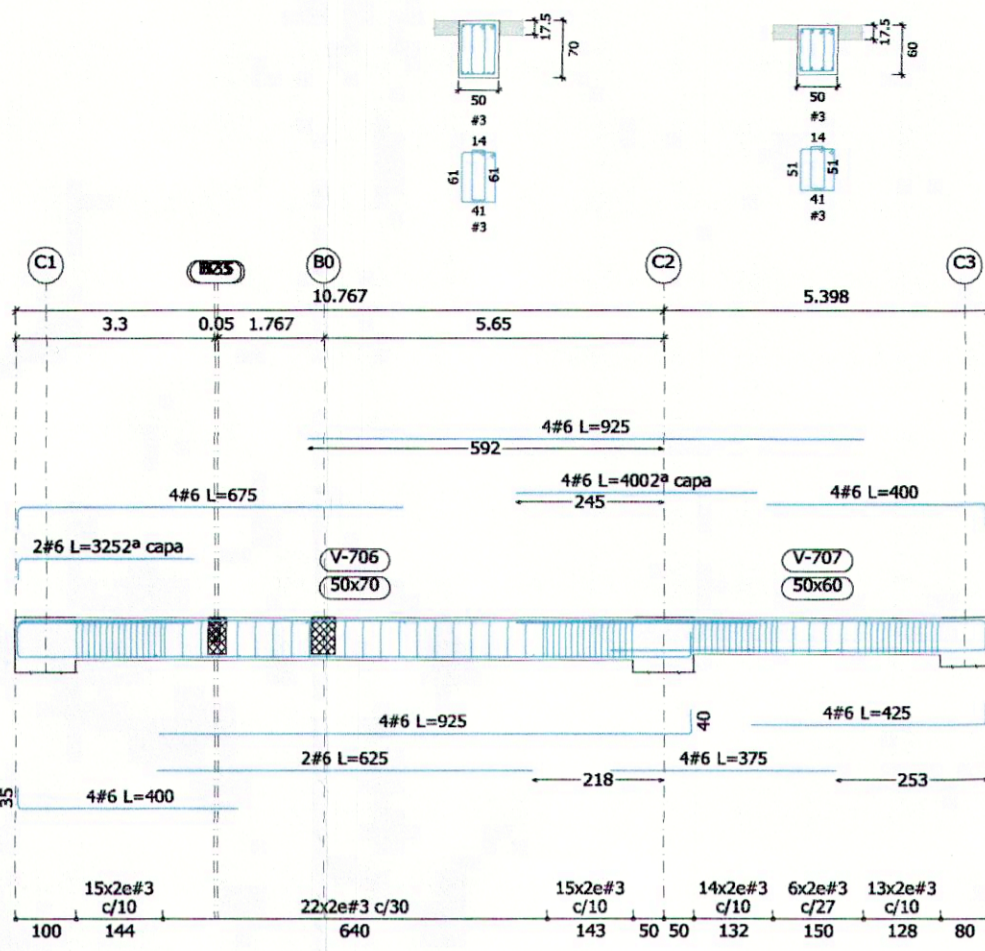 17.5
70
50
#3
14
61
61
41
#3
17.5
60
50
#3
14
51
51
41
#3
C1
B0
C2
C3
10.767
5.398
3.3
0.05
1.767
5.65
4#6 L=925
592
4#6 L=675
4#6 L=4002ª capa
245
4#6 L=400
2#6 L=3252ª capa
V-706
50x70
V-707
50x60
4#6 L=925
40
4#6 L=425
2#6 L=625
218
4#6 L=375
253
35
4#6 L=400
15x2e#3
c/10
22x2e#3 c/30
15x2e#3
c/10
14x2e#3
c/10
6x2e#3
c/27
13x2e#3
c/10
100
144
640
143
50
50
132
150
128
80